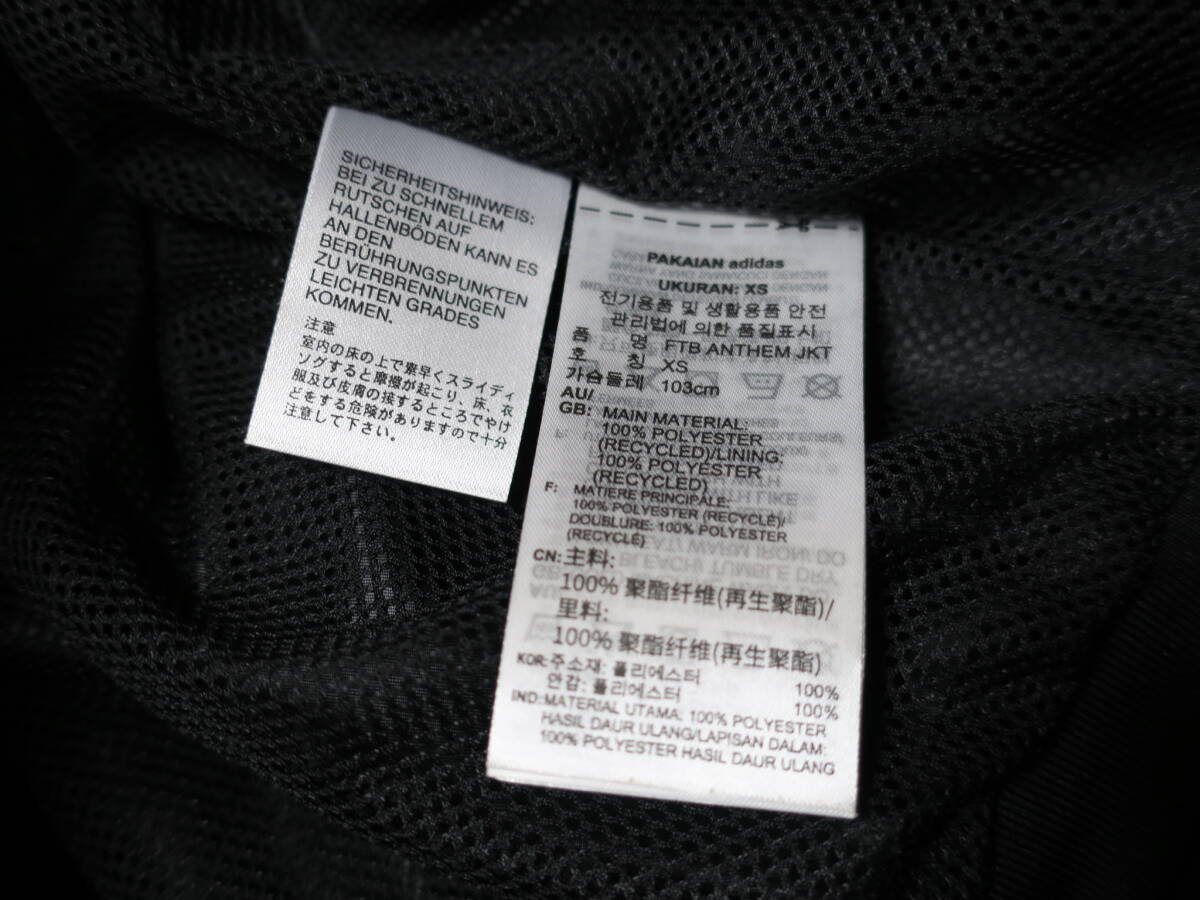 SICHERHEITSHINWEIS:
BEI ZU SCHNELLEM
RUTSCHEN AUF
HALLENBÖDEN KANN ES
AN DEN
BERÜHRUNGSPUNKTEN
ZU VERBRENNUNGEN
LEICHTEN GRADES
KOMMEN.
注意
室内の床の上で素早くスライディ
ングすると摩擦が起こり、床、衣
服及び皮膚の接するところでやけ
どをする危険がありますので十分
注意して下さい。
PAKAIAN adidas
UKURAN: XS
전기용품 및 생활용품 안전
관리법에 의한 품질표시
품 명 FTB ANTHEM JKT
호 칭 XS
가슴둘레 103cm
AU/
GB: MAIN MATERIAL:
100% POLYESTER
(RECYCLED)/LINING:
100% POLYESTER
(RECYCLED)
F: MATIERE PRINCIPALE:
100% POLYESTER (RECYCLÉ)/
DOUBLURE: 100% POLYESTER
(RECYCLÉ)
CN: 主料:
100% 聚酯纤维(再生聚酯)/
里料:
100% 聚酯纤维(再生聚酯)
KOR: 주소재: 폴리에스터 100%
안감: 폴리에스터 100%
IND: MATERIAL UTAMA: 100% POLYESTER
HASIL DAUR ULANG/LAPISAN DALAM:
100% POLYESTER HASIL DAUR ULANG